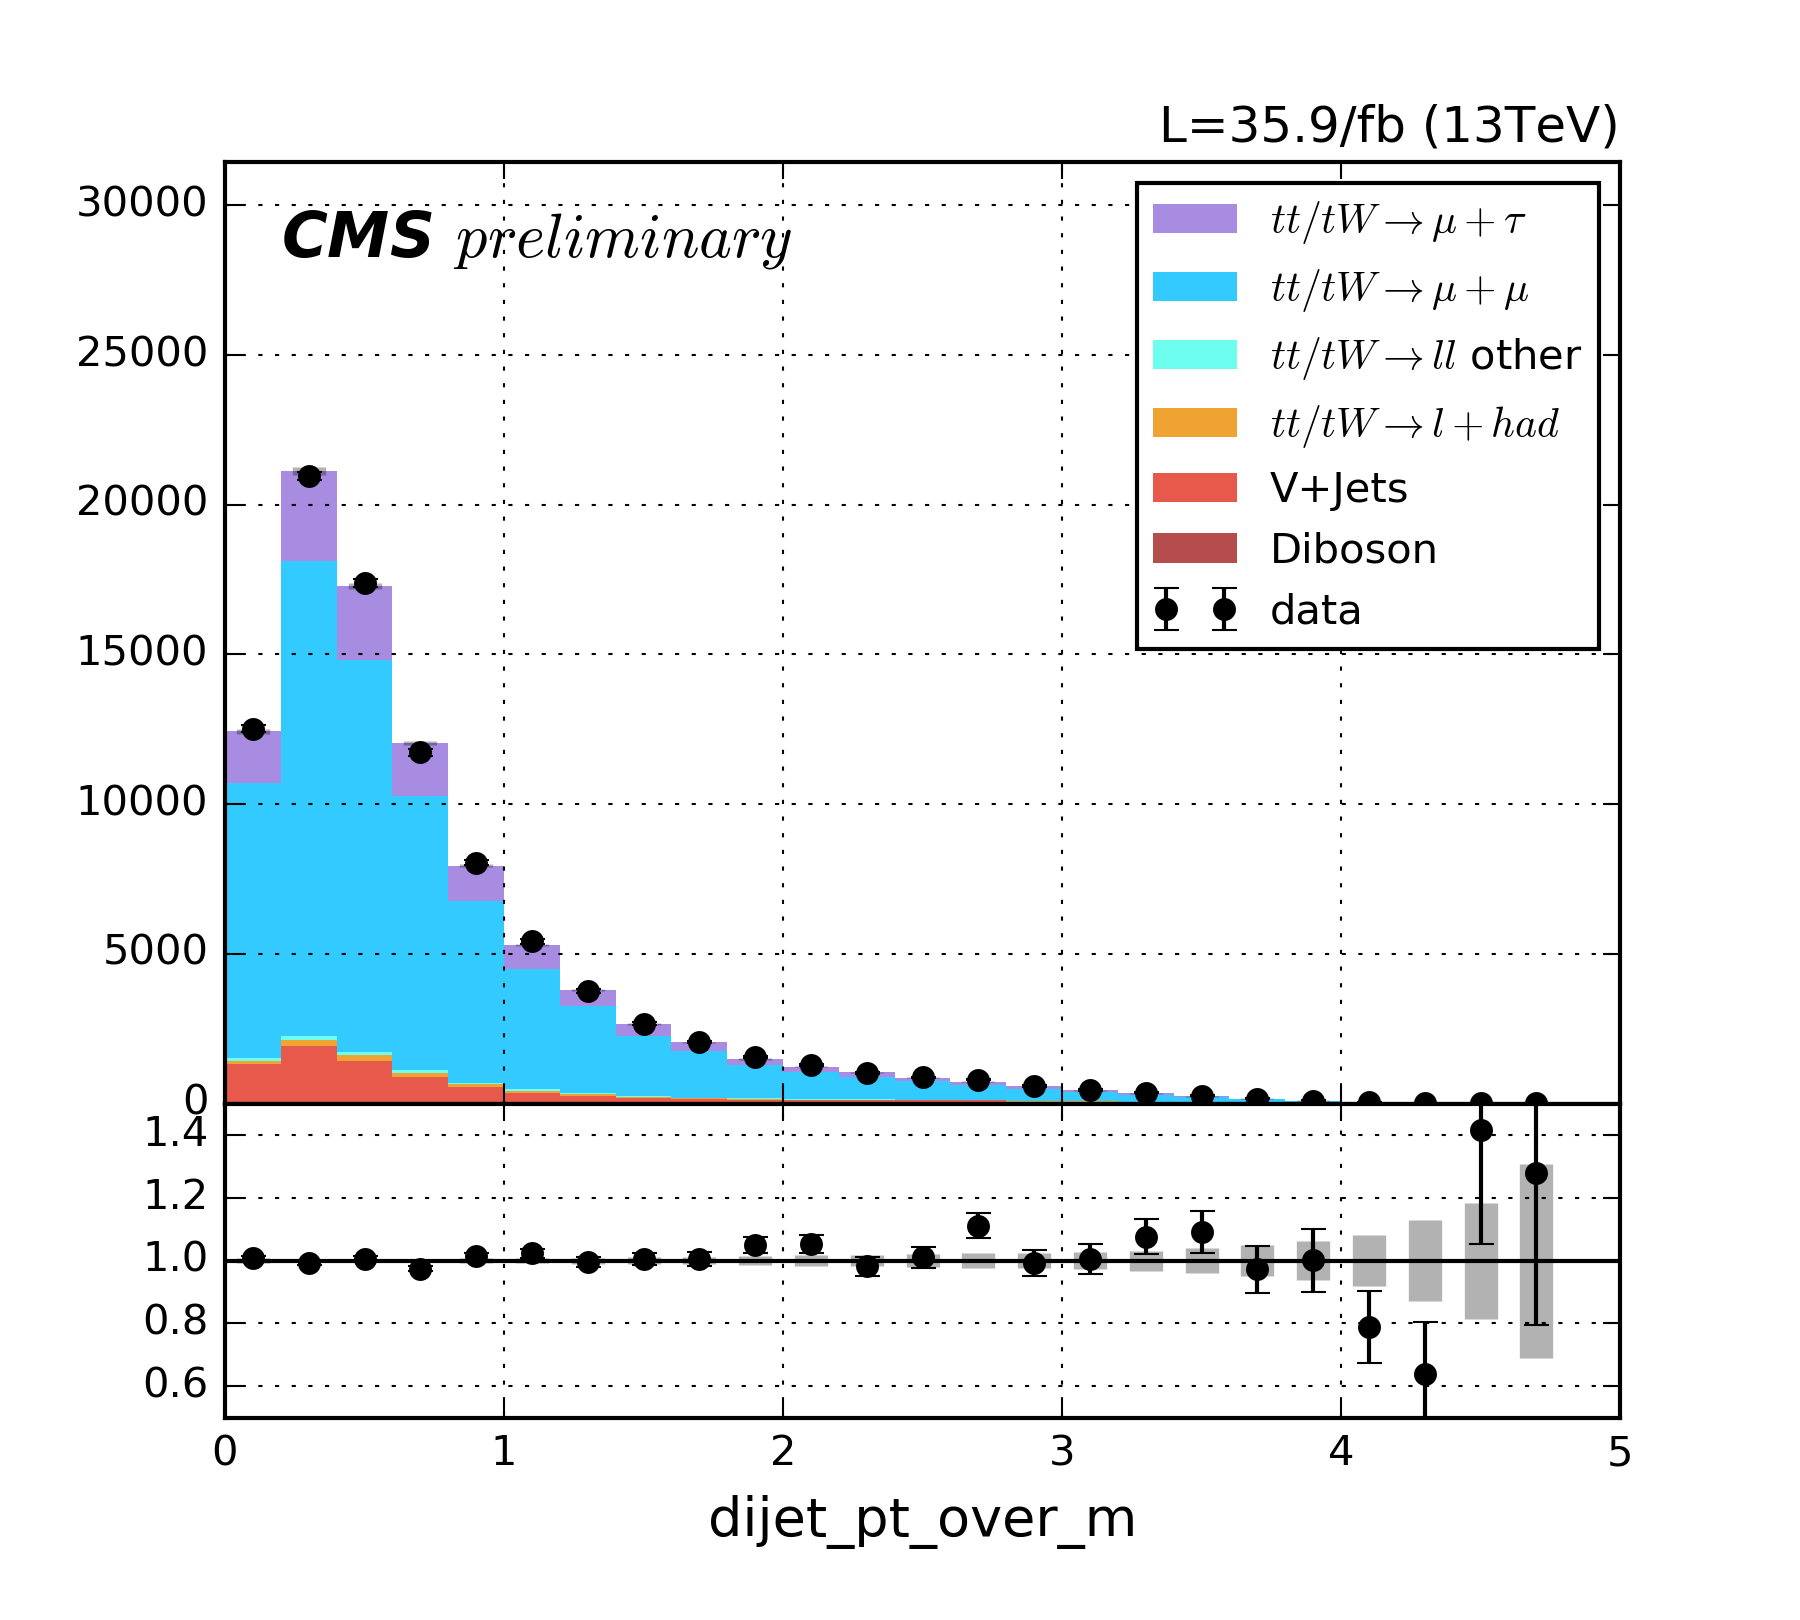 L=35.9/fb (13TeV)
CMS preliminary
30000
25000
20000
15000
10000
5000
0
tt/tW→μ+τ
tt/tW→μ+μ
tt/tW→ll other
tt/tW→l+had
V+Jets
Diboson
data
1.4
1.2
1.0
0.8
0.6
0 1 2 3 4 5
dijet_pt_over_m